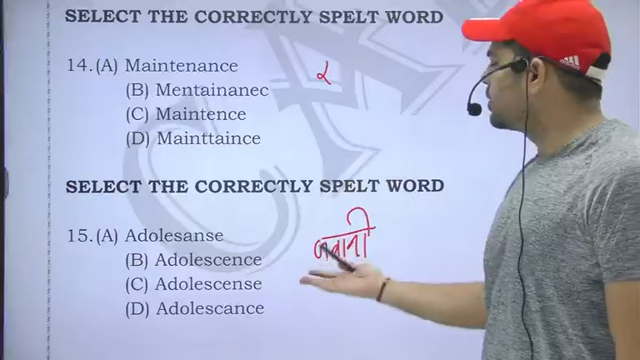 SELECT THE CORRECTLY SPELT WORD
14.(A) Maintenance
(B) Mentainanec
(C) Maintence
(D) Mainttaince
SELECT THE CORRECTLY SPELT WORD
15.(A) Adolesanse
जवानी
(B) Adolescence
(C) Adolescense
(D) Adolescance